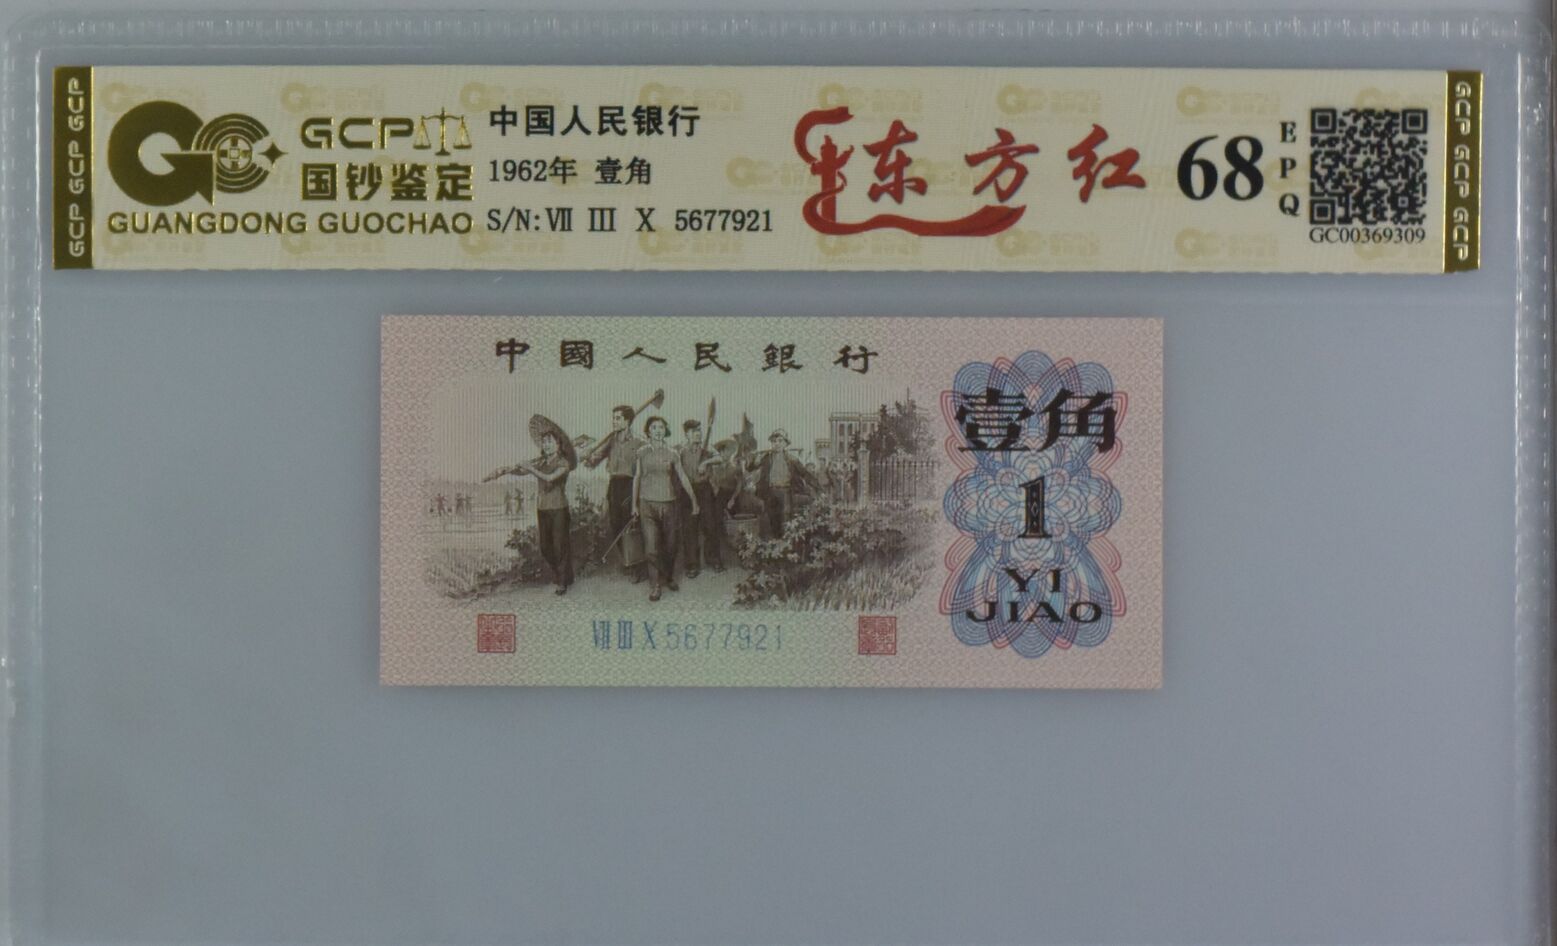 GCP GCP GCP
GCP
国钞鉴定
GUANGDONG GUOCHAO
中国人民银行
1962年 壹角
S/N: Ⅶ Ⅲ Ⅹ 5677921
东方红
68
EPQ
GC00369309
GCP GCP GCP
中國人民銀行
壹角
1
YI
JIAO
Ⅶ Ⅲ Ⅹ 5677921